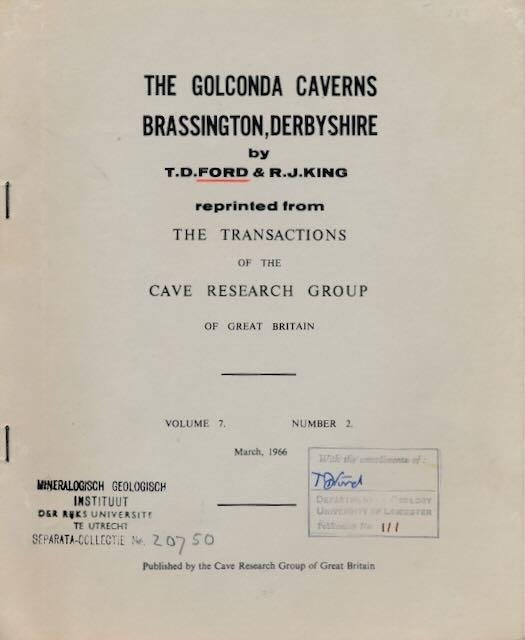 THE GOLCONDA CAVERNS
BRASSINGTON, DERBYSHIRE
by
T.D.FORD & R.J.KING
reprinted from
THE TRANSACTIONS
OF THE
CAVE RESEARCH GROUP
OF GREAT BRITAIN
VOLUME 7. NUMBER 2.
March, 1966
With the compliments of :
T D Ford
DEPARTMENT OF GEOLOGY
UNIVERSITY OF LEICESTER
Publication No. 111
MINERALOGISCH GEOLOGISCH
INSTITUUT
DER RIJKS UNIVERSITE
TE UTRECHT
SEPARATA-COLLECTIE No. 20750
Published by the Cave Research Group of Great Britain